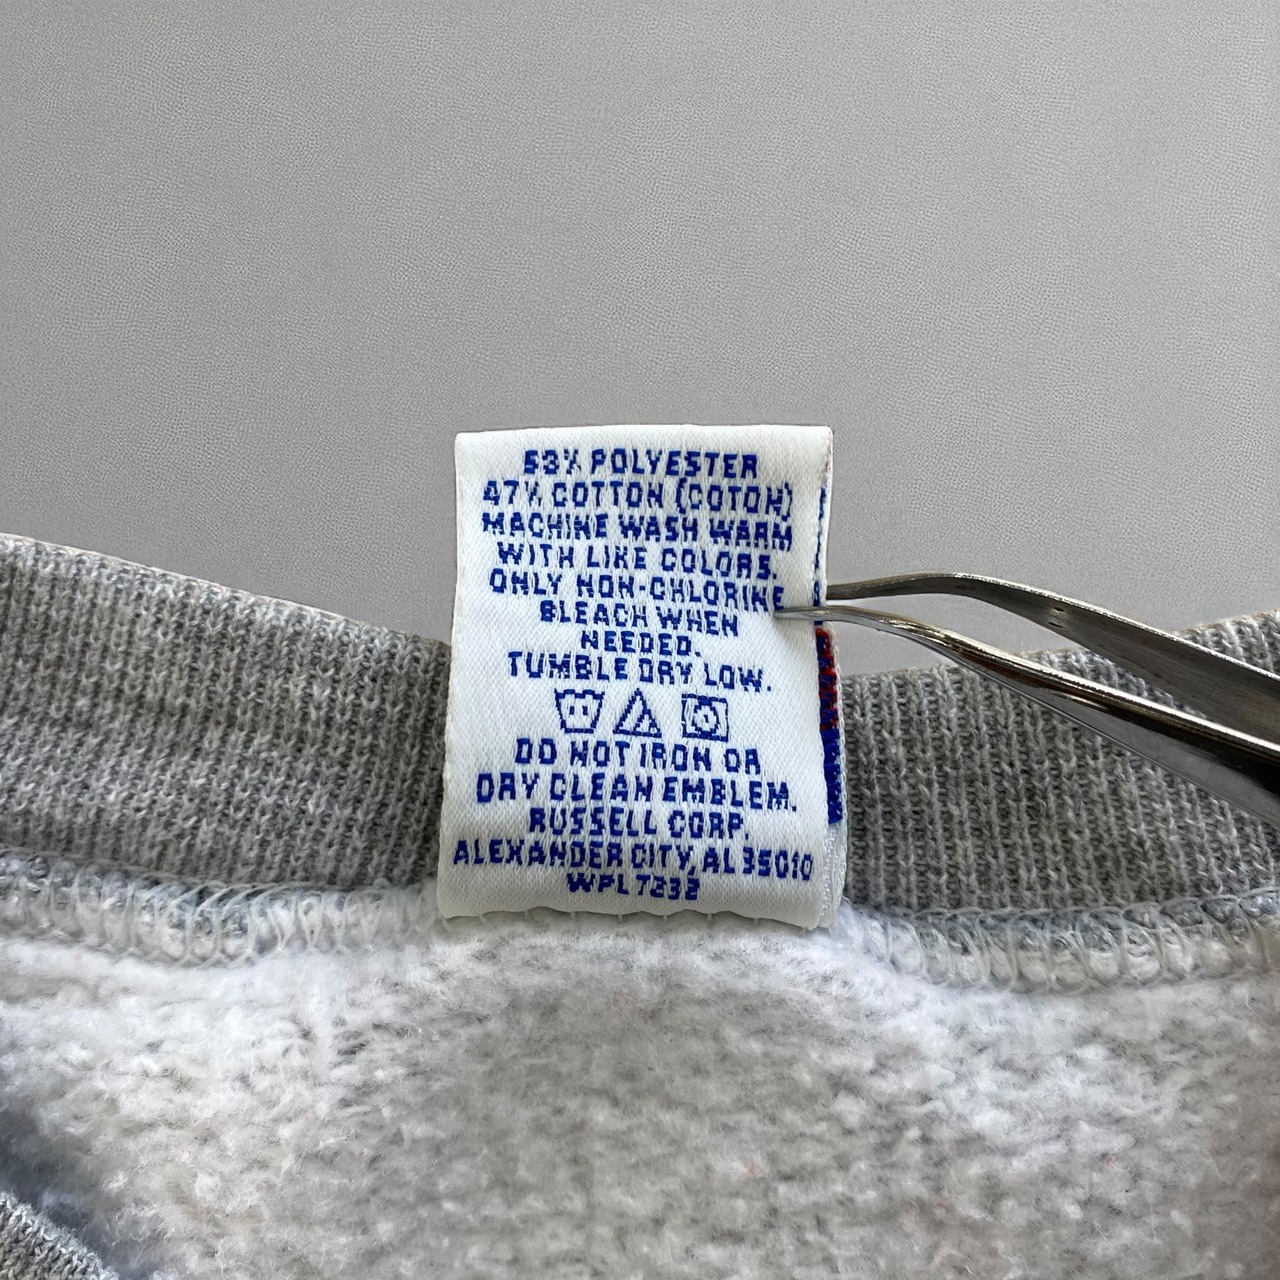 53% POLYESTER
47% COTTON (COTON)
MACHINE WASH WARM
WITH LIKE COLORS.
ONLY NON-CHLORINE
BLEACH WHEN
NEEDED.
TUMBLE DRY LOW.
DO NOT IRON OR
DRY CLEAN EMBLEM.
RUSSELL CORP.
ALEXANDER CITY, AL 35010
WPL 7232